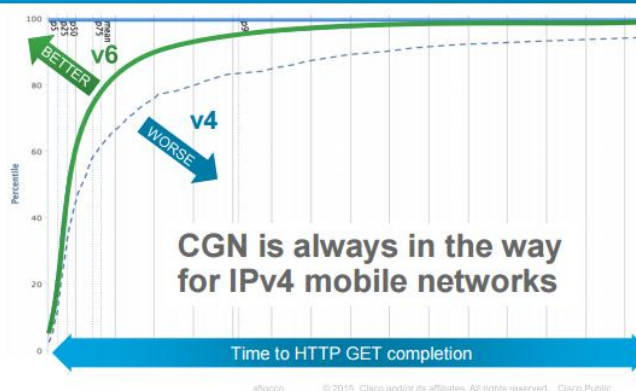 p5
p25
p50
p75
mean
p9
100
80
60
40
20
0
Percentile
BETTER
v6
v4
WORSE
CGN is always in the way
for IPv4 mobile networks
Time to HTTP GET completion
afiocco © 2015 Cisco and/or its affiliates. All rights reserved. Cisco Public